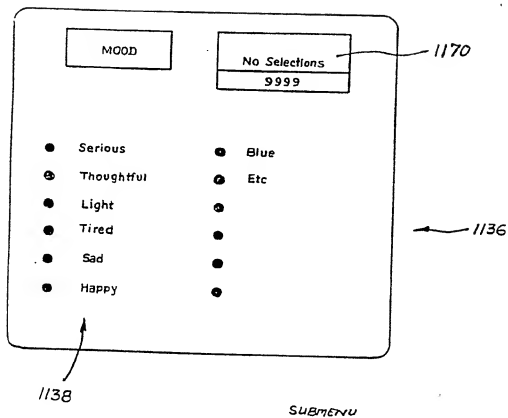 MOOD
No Selections
9999
1170
Serious
Thoughtful
Light
Tired
Sad
Happy
Blue
Etc
1136
1138
SUBMENU